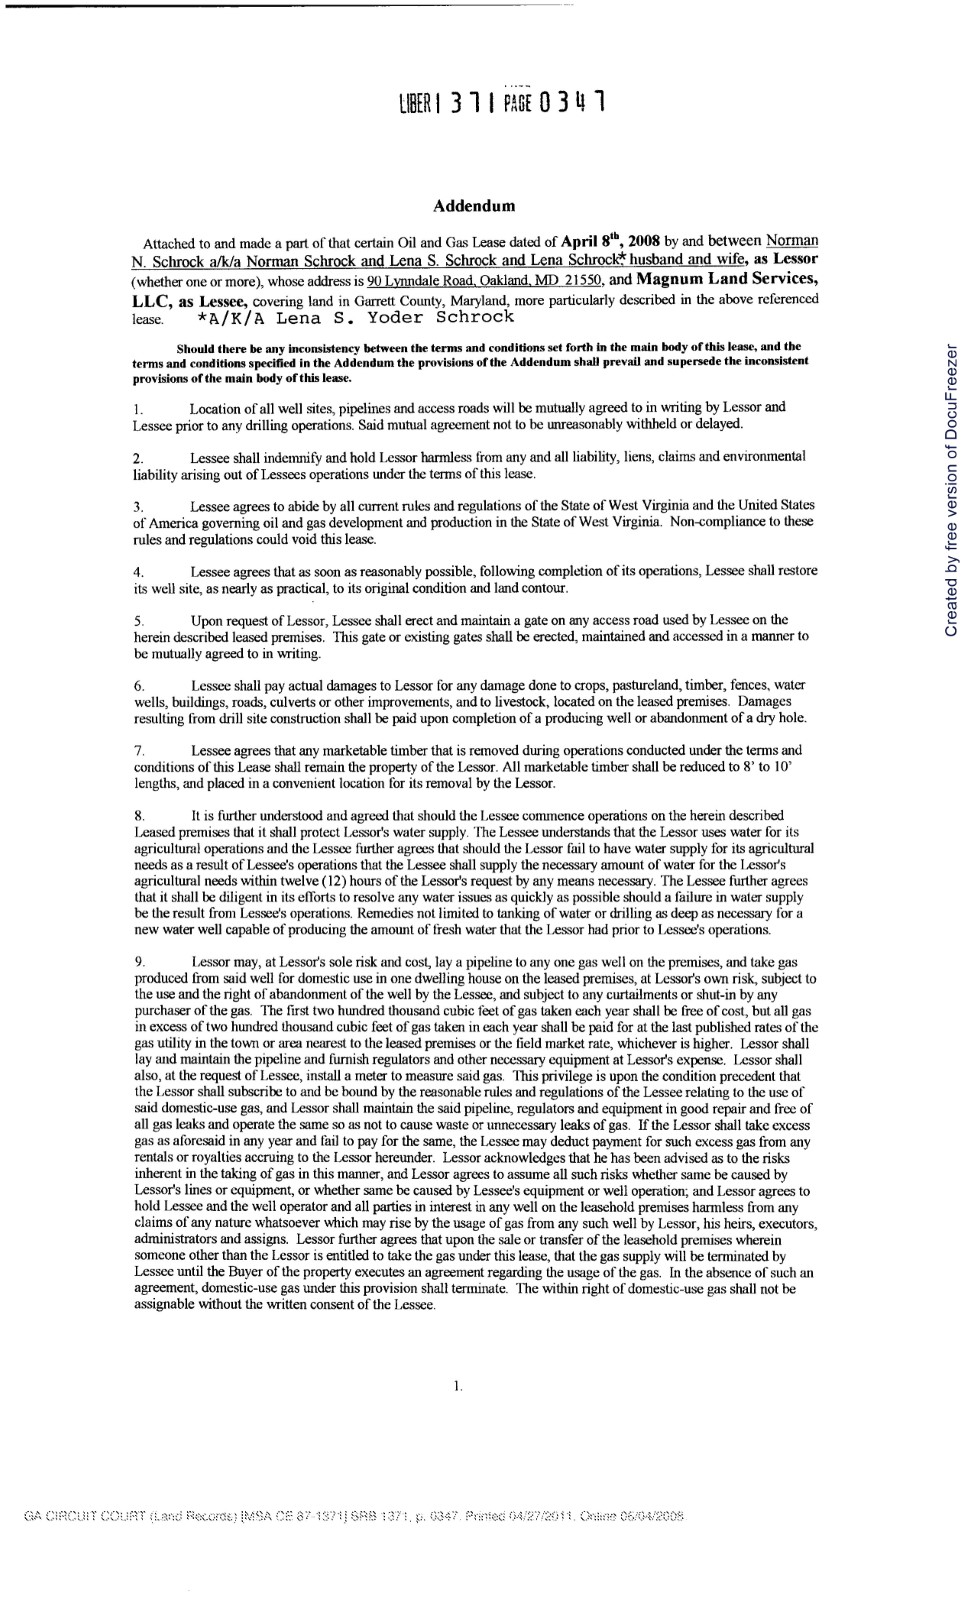 LIBER1371 PAGE 0347
Addendum
Attached to and made a part of that certain Oil and Gas Lease dated of April 8th, 2008 by and between Norman
N. Schrock a/k/a Norman Schrock and Lena S. Schrock and Lena Schrock* husband and wife, as Lessor
(whether one or more), whose address is 90 Lynndale Road, Oakland, MD 21550, and Magnum Land Services,
LLC, as Lessee, covering land in Garrett County, Maryland, more particularly described in the above referenced
lease. *A/K/A Lena S. Yoder Schrock
Should there be any inconsistency between the terms and conditions set forth in the main body of this lease, and the
terms and conditions specified in the Addendum the provisions of the Addendum shall prevail and supersede the inconsistent
provisions of the main body of this lease.
1. Location of all well sites, pipelines and access roads will be mutually agreed to in writing by Lessor and
Lessee prior to any drilling operations. Said mutual agreement not to be unreasonably withheld or delayed.
2. Lessee shall indemnify and hold Lessor harmless from any and all liability, liens, claims and environmental
liability arising out of Lessees operations under the terms of this lease.
3. Lessee agrees to abide by all current rules and regulations of the State of West Virginia and the United States
of America governing oil and gas development and production in the State of West Virginia. Non-compliance to these
rules and regulations could void this lease.
4. Lessee agrees that as soon as reasonably possible, following completion of its operations, Lessee shall restore
its well site, as nearly as practical, to its original condition and land contour.
5. Upon request of Lessor, Lessee shall erect and maintain a gate on any access road used by Lessee on the
herein described leased premises. This gate or existing gates shall be erected, maintained and accessed in a manner to
be mutually agreed to in writing.
6. Lessee shall pay actual damages to Lessor for any damage done to crops, pastureland, timber, fences, water
wells, buildings, roads, culverts or other improvements, and to livestock, located on the leased premises. Damages
resulting from drill site construction shall be paid upon completion of a producing well or abandonment of a dry hole.
7. Lessee agrees that any marketable timber that is removed during operations conducted under the terms and
conditions of this Lease shall remain the property of the Lessor. All marketable timber shall be reduced to 8' to 10'
lengths, and placed in a convenient location for its removal by the Lessor.
8. It is further understood and agreed that should the Lessee commence operations on the herein described
Leased premises that it shall protect Lessor's water supply. The Lessee understands that the Lessor uses water for its
agricultural operations and the Lessee further agrees that should the Lessor fail to have water supply for its agricultural
needs as a result of Lessee's operations that the Lessee shall supply the necessary amount of water for the Lessor's
agricultural needs within twelve (12) hours of the Lessor's request by any means necessary. The Lessee further agrees
that it shall be diligent in its efforts to resolve any water issues as quickly as possible should a failure in water supply
be the result from Lessee's operations. Remedies not limited to tanking of water or drilling as deep as necessary for a
new water well capable of producing the amount of fresh water that the Lessor had prior to Lessee's operations.
9. Lessor may, at Lessor's sole risk and cost, lay a pipeline to any one gas well on the premises, and take gas
produced from said well for domestic use in one dwelling house on the leased premises, at Lessor's own risk, subject to
the use and the right of abandonment of the well by the Lessee, and subject to any curtailments or shut-in by any
purchaser of the gas. The first two hundred thousand cubic feet of gas taken each year shall be free of cost, but all gas
in excess of two hundred thousand cubic feet of gas taken in each year shall be paid for at the last published rates of the
gas utility in the town or area nearest to the leased premises or the field market rate, whichever is higher. Lessor shall
lay and maintain the pipeline and furnish regulators and other necessary equipment at Lessor's expense. Lessor shall
also, at the request of Lessee, install a meter to measure said gas. This privilege is upon the condition precedent that
the Lessor shall subscribe to and be bound by the reasonable rules and regulations of the Lessee relating to the use of
said domestic-use gas, and Lessor shall maintain the said pipeline, regulators and equipment in good repair and free of
all gas leaks and operate the same so as not to cause waste or unnecessary leaks of gas. If the Lessor shall take excess
gas as aforesaid in any year and fail to pay for the same, the Lessee may deduct payment for such excess gas from any
rentals or royalties accruing to the Lessor hereunder. Lessor acknowledges that he has been advised as to the risks
inherent in the taking of gas in this manner, and Lessor agrees to assume all such risks whether same be caused by
Lessor's lines or equipment, or whether same be caused by Lessee's equipment or well operation; and Lessor agrees to
hold Lessee and the well operator and all parties in interest in any well on the leasehold premises harmless from any
claims of any nature whatsoever which may rise by the usage of gas from any such well by Lessor, his heirs, executors,
administrators and assigns. Lessor further agrees that upon the sale or transfer of the leasehold premises wherein
someone other than the Lessor is entitled to take the gas under this lease, that the gas supply will be terminated by
Lessee until the Buyer of the property executes an agreement regarding the usage of the gas. In the absence of such an
agreement, domestic-use gas under this provision shall terminate. The within right of domestic-use gas shall not be
assignable without the written consent of the Lessee.
1.
GA CIRCUIT COURT (Land Records) [MSA CE 87-1371] SRB 1371, p. 0347. Printed 04/27/2011. Online 06/04/2008.
Created by free version of DocuFreezer